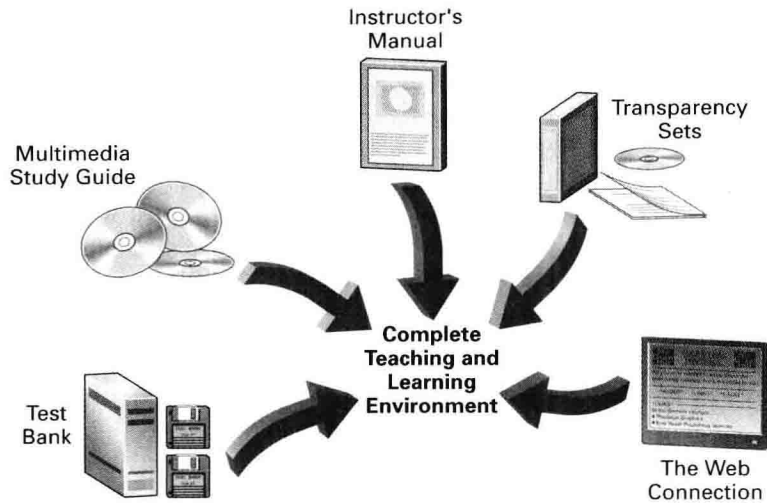 Instructor's
Manual
Transparency
Sets
Multimedia
Study Guide
Complete
Teaching and
Learning
Environment
Test
Bank
The Web
Connection